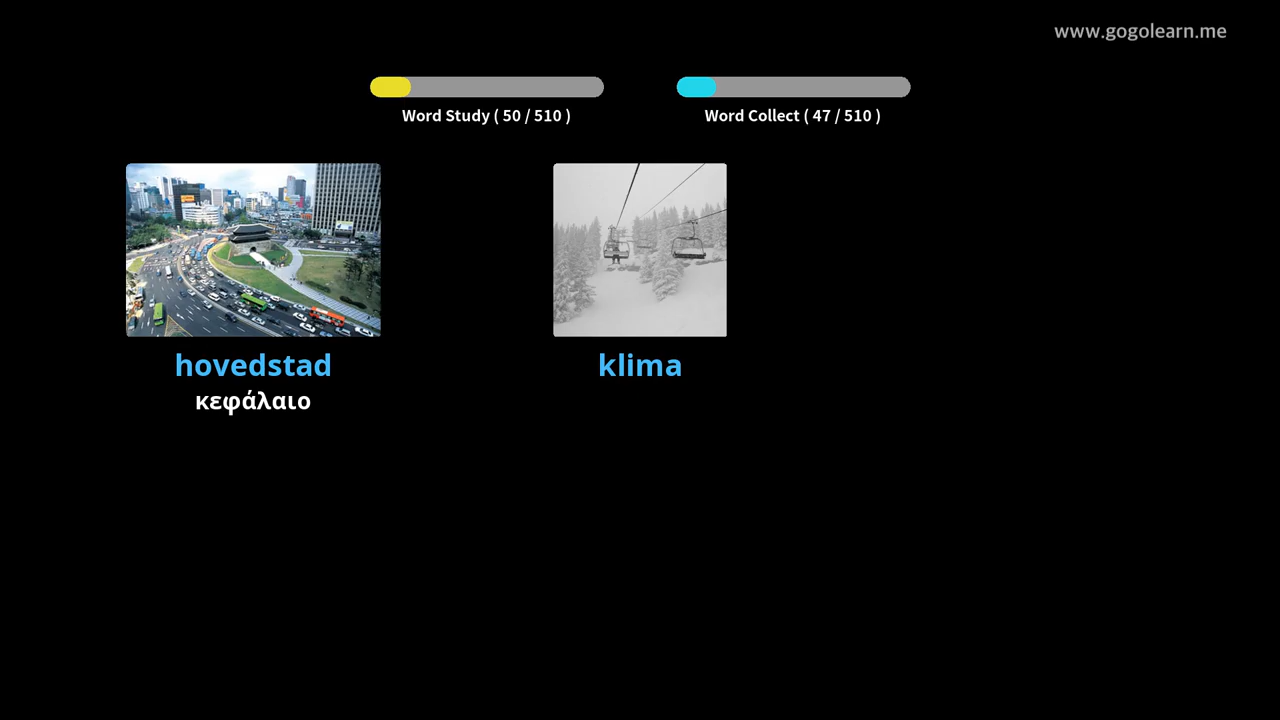 www.gogolearn.me
Word Study ( 50 / 510 )
Word Collect ( 47 / 510 )
hovedstad
κεφάλαιο
klima